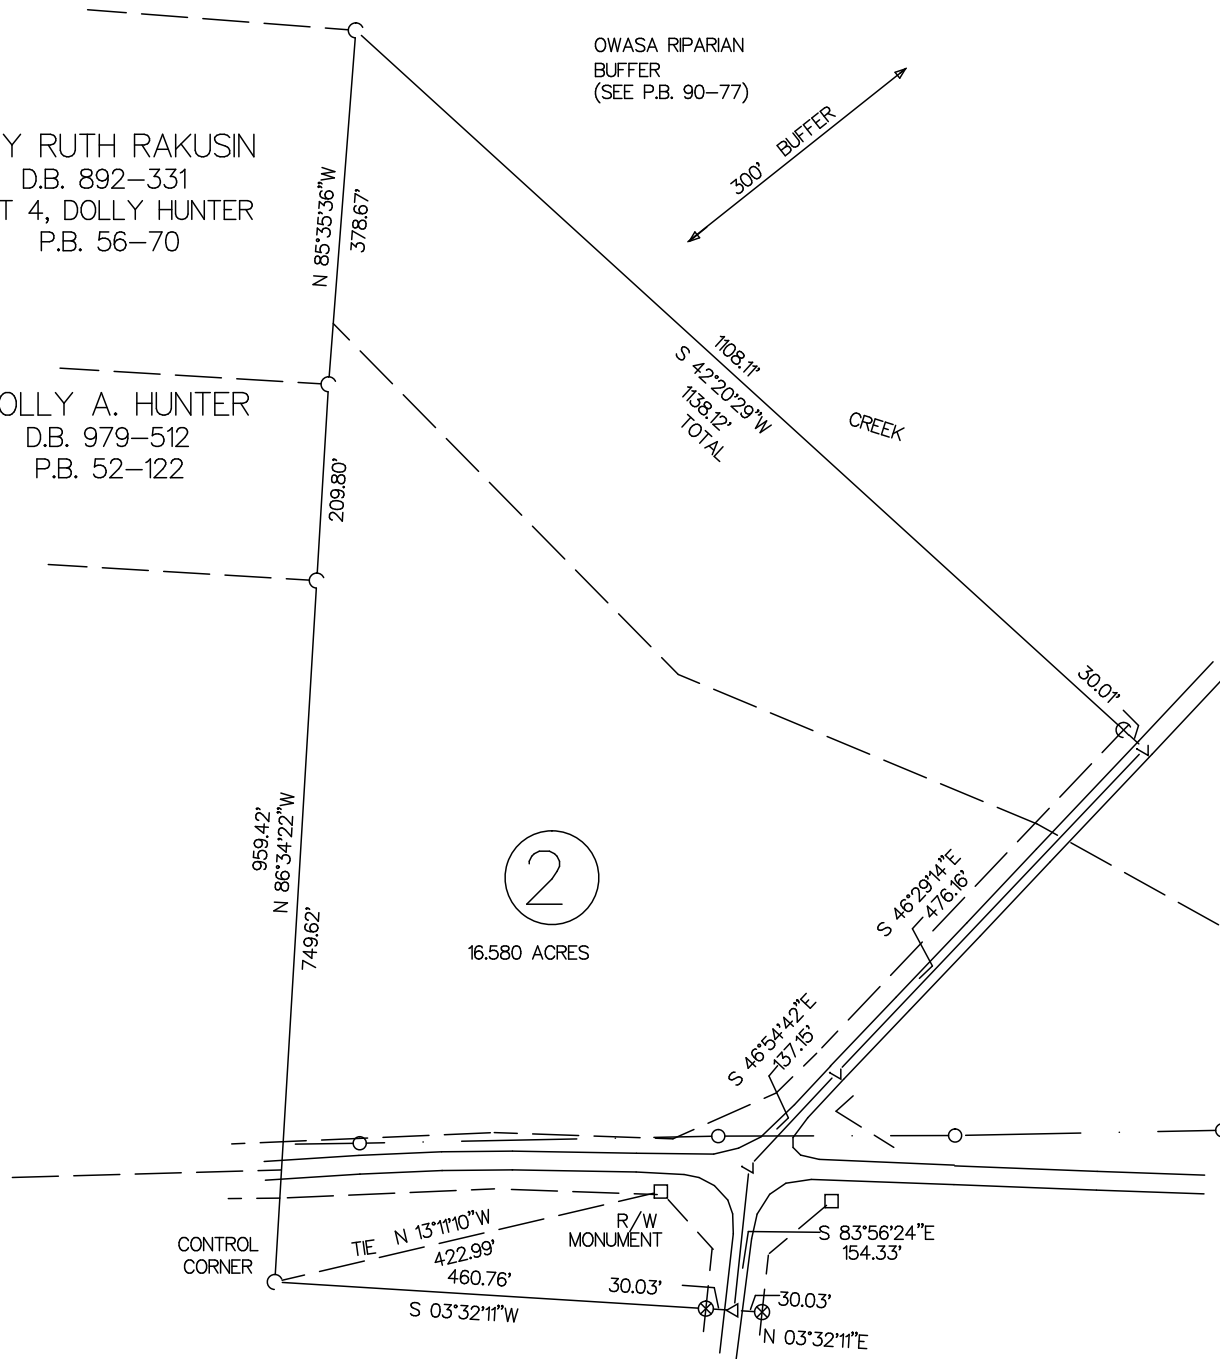 OWASA RIPARIAN
BUFFER
(SEE P.B. 90–77)
300' BUFFER
Y RUTH RAKUSIN
D.B. 892–331
T 4, DOLLY HUNTER
P.B. 56–70
N 85°35'36"W
378.67'
OLLY A. HUNTER
D.B. 979–512
P.B. 52–122
209.80'
1108.11'
S 42°20'29"W
1138.12'
TOTAL
CREEK
30.01'
959.42'
N 86°34'22"W
749.62'
2
16.580 ACRES
S 46°29'14"E
476.16'
S 46°54'42"E
137.15'
CONTROL
CORNER
TIE N 13°11'10"W
422.99'
460.76'
S 03°32'11"W
R/W
MONUMENT
30.03'
S 83°56'24"E
154.33'
30.03'
N 03°32'11"E